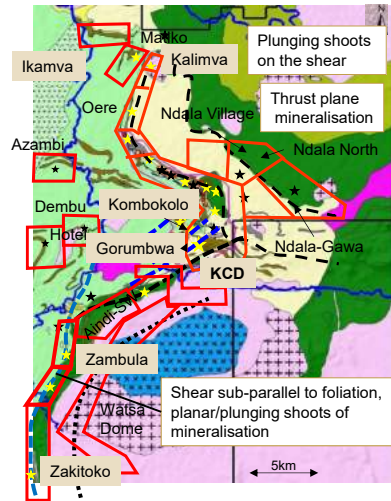 Matiko
Plunging shoots
on the shear
Ikamva
Kalimva
Oere
Ndala Village
Thrust plane
mineralisation
Azambi
Ndala North
Dembu
Kombokolo
Hotel
Gorumbwa
Ndala-Gawa
KCD
Aindi-SW
Zambula
Shear sub-parallel to foliation,
planar/plunging shoots of
mineralisation
Watsa
Dome
Zakitoko
5km